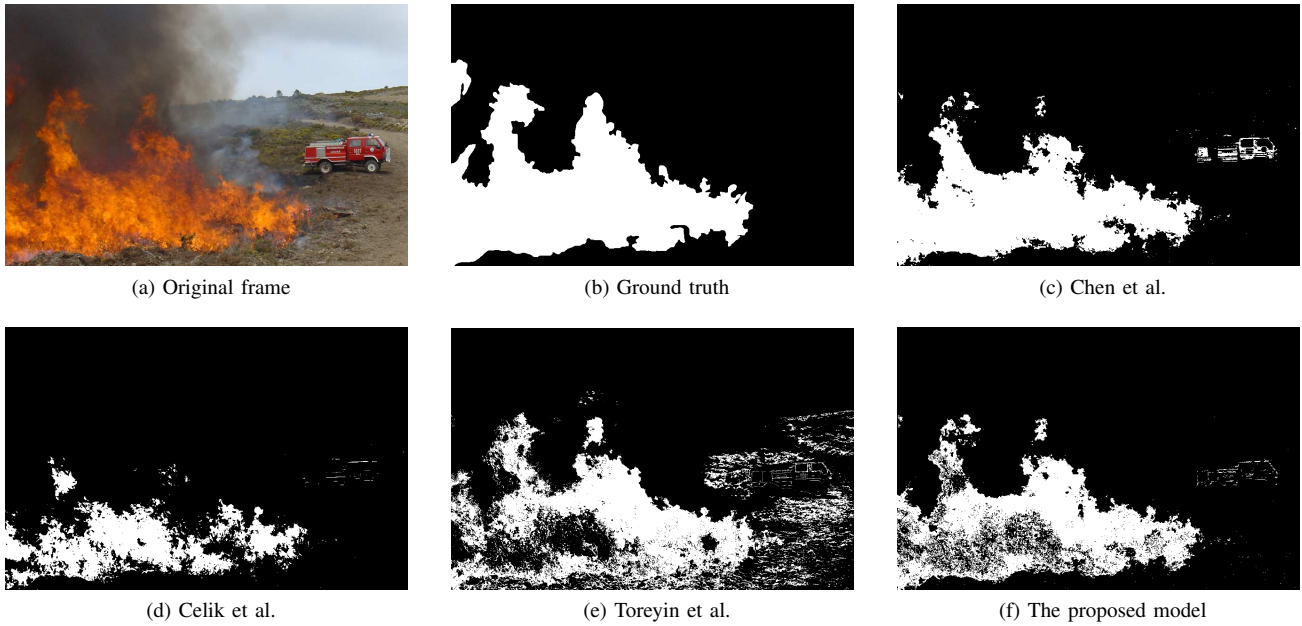 (a) Original frame
(b) Ground truth
(c) Chen et al.
(d) Celik et al.
(e) Toreyin et al.
(f) The proposed model